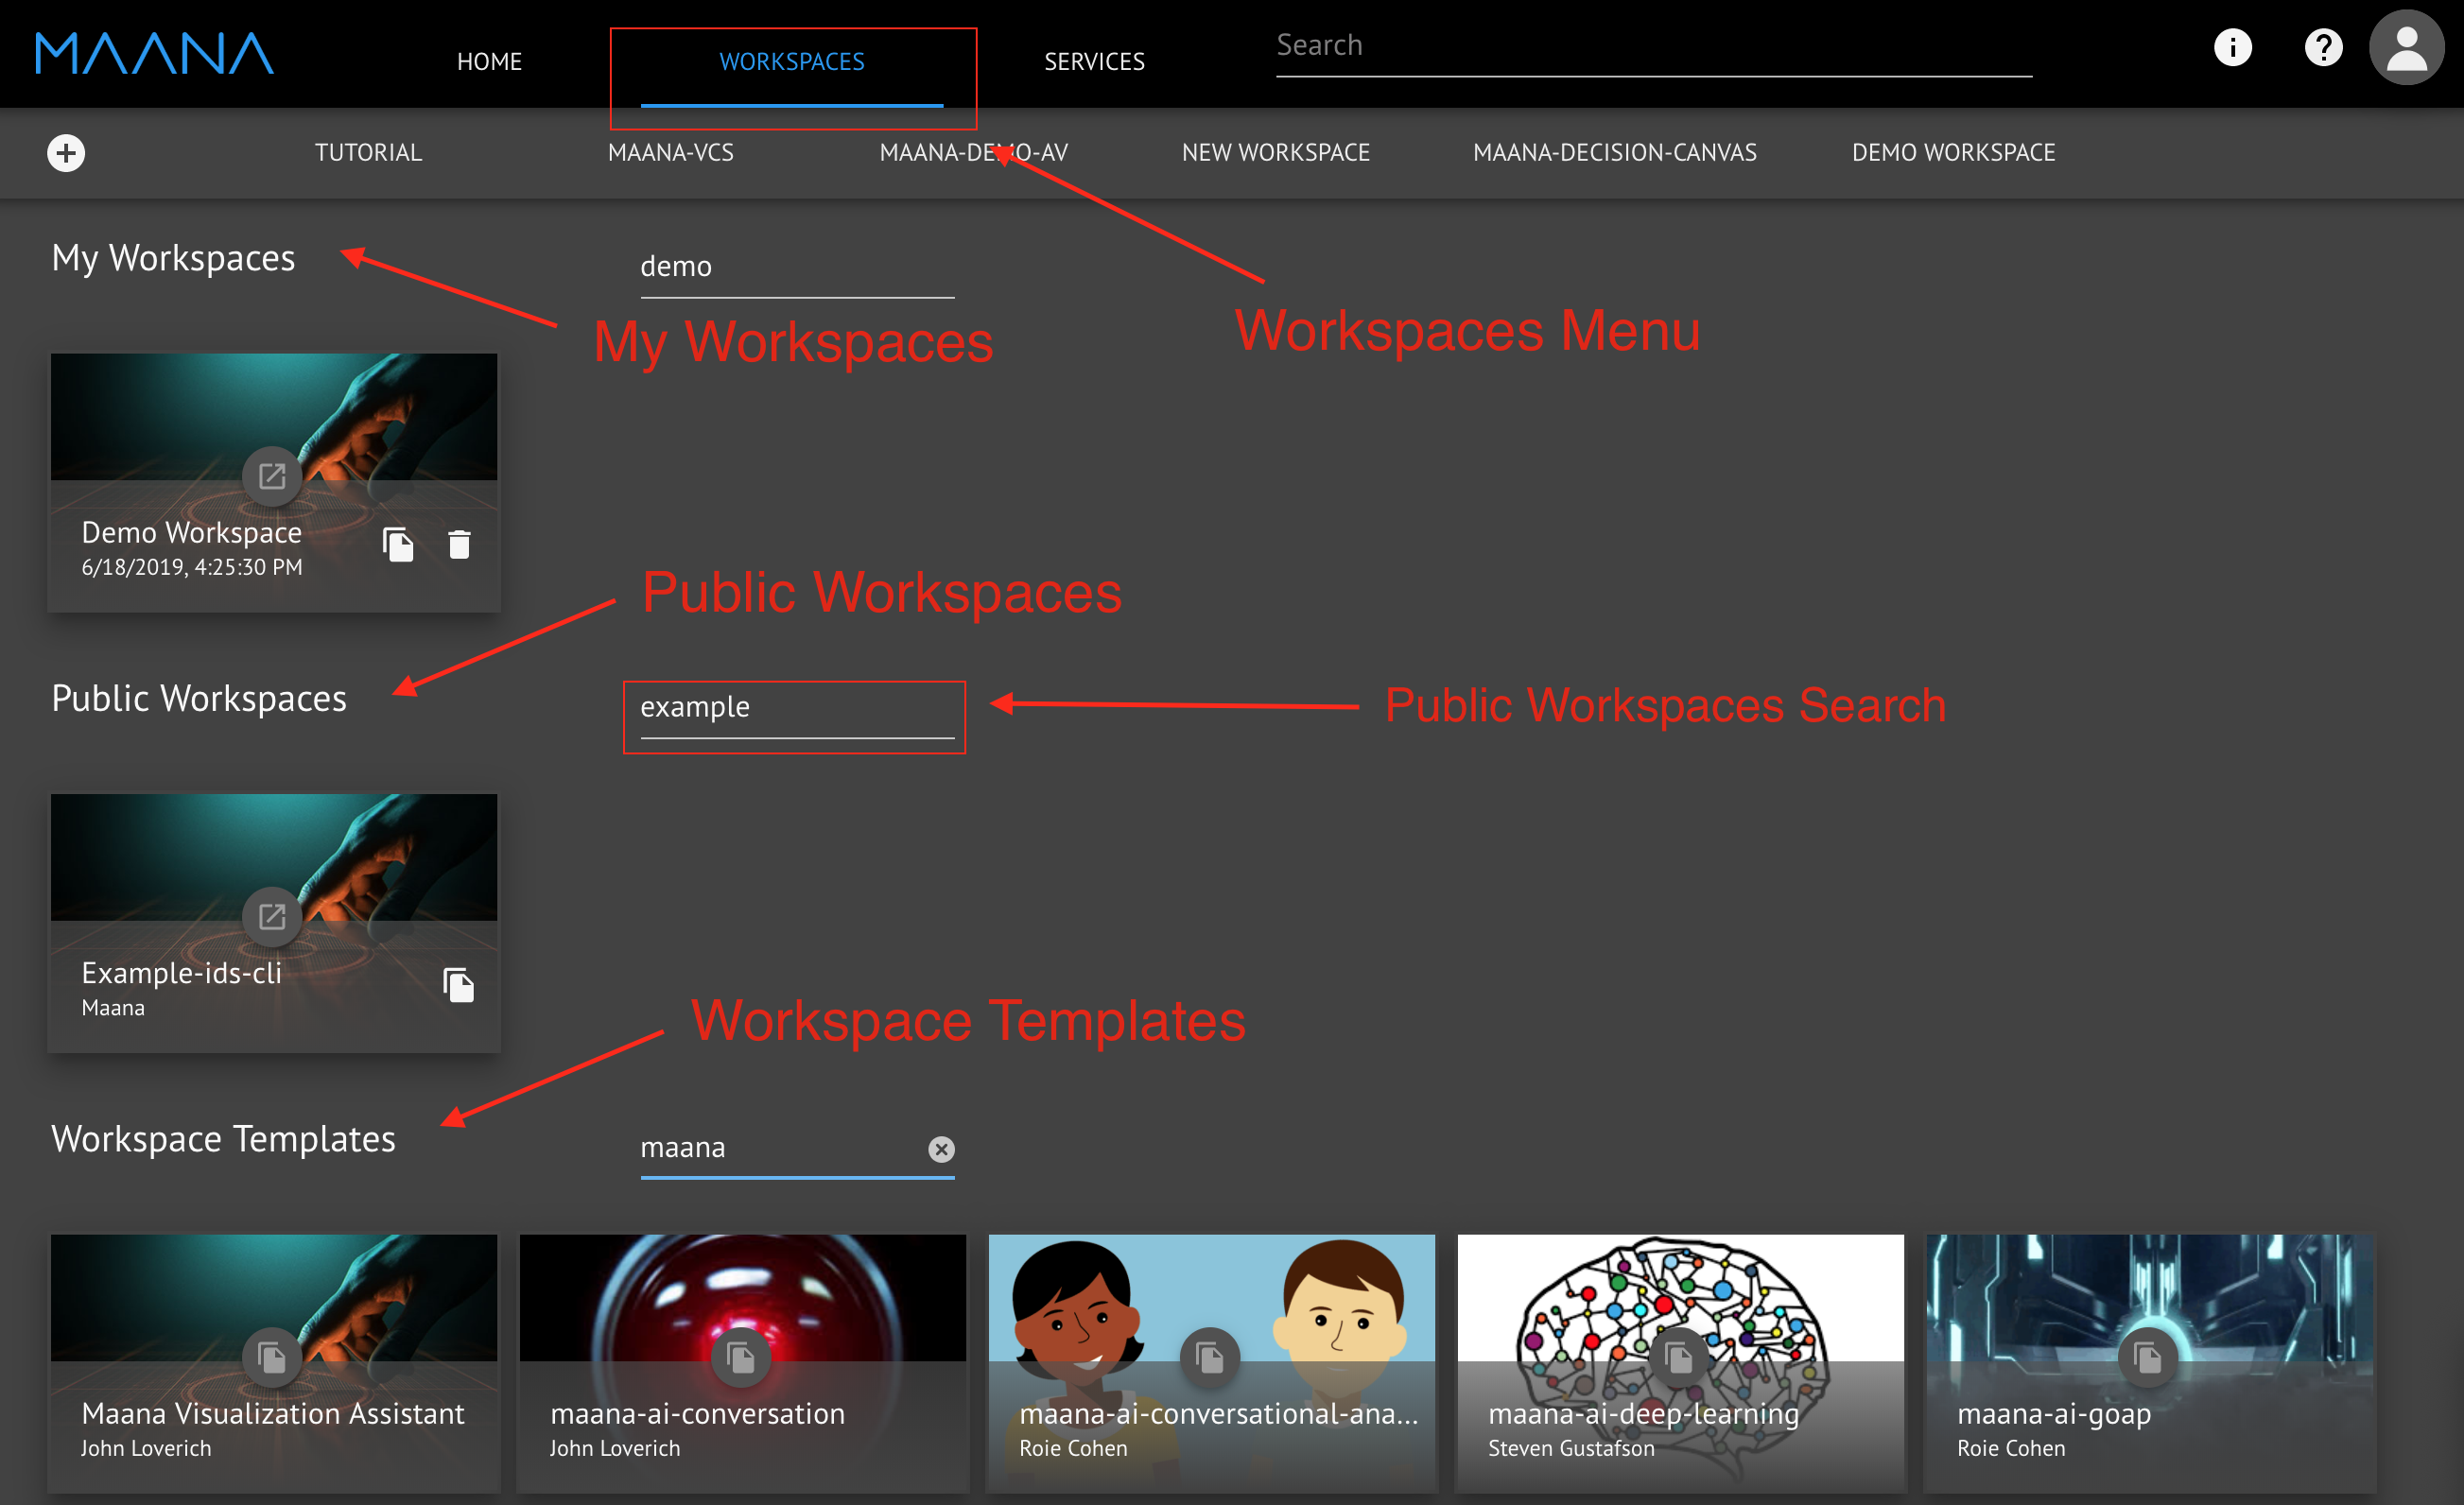 MAANA
HOME WORKSPACES SERVICES Search
TUTORIAL MAANA-VCS MAANA-DEMO-AV NEW WORKSPACE MAANA-DECISION-CANVAS DEMO WORKSPACE
My Workspaces
demo
My Workspaces
Workspaces Menu
Demo Workspace
6/18/2019, 4:25:30 PM
Public Workspaces
Public Workspaces
example
Public Workspaces Search
Example-ids-cli
Maana
Workspace Templates
Workspace Templates
maana
Maana Visualization Assistant
John Loverich
maana-ai-conversation
John Loverich
maana-ai-conversational-ana...
Roie Cohen
maana-ai-deep-learning
Steven Gustafson
maana-ai-goap
Roie Cohen